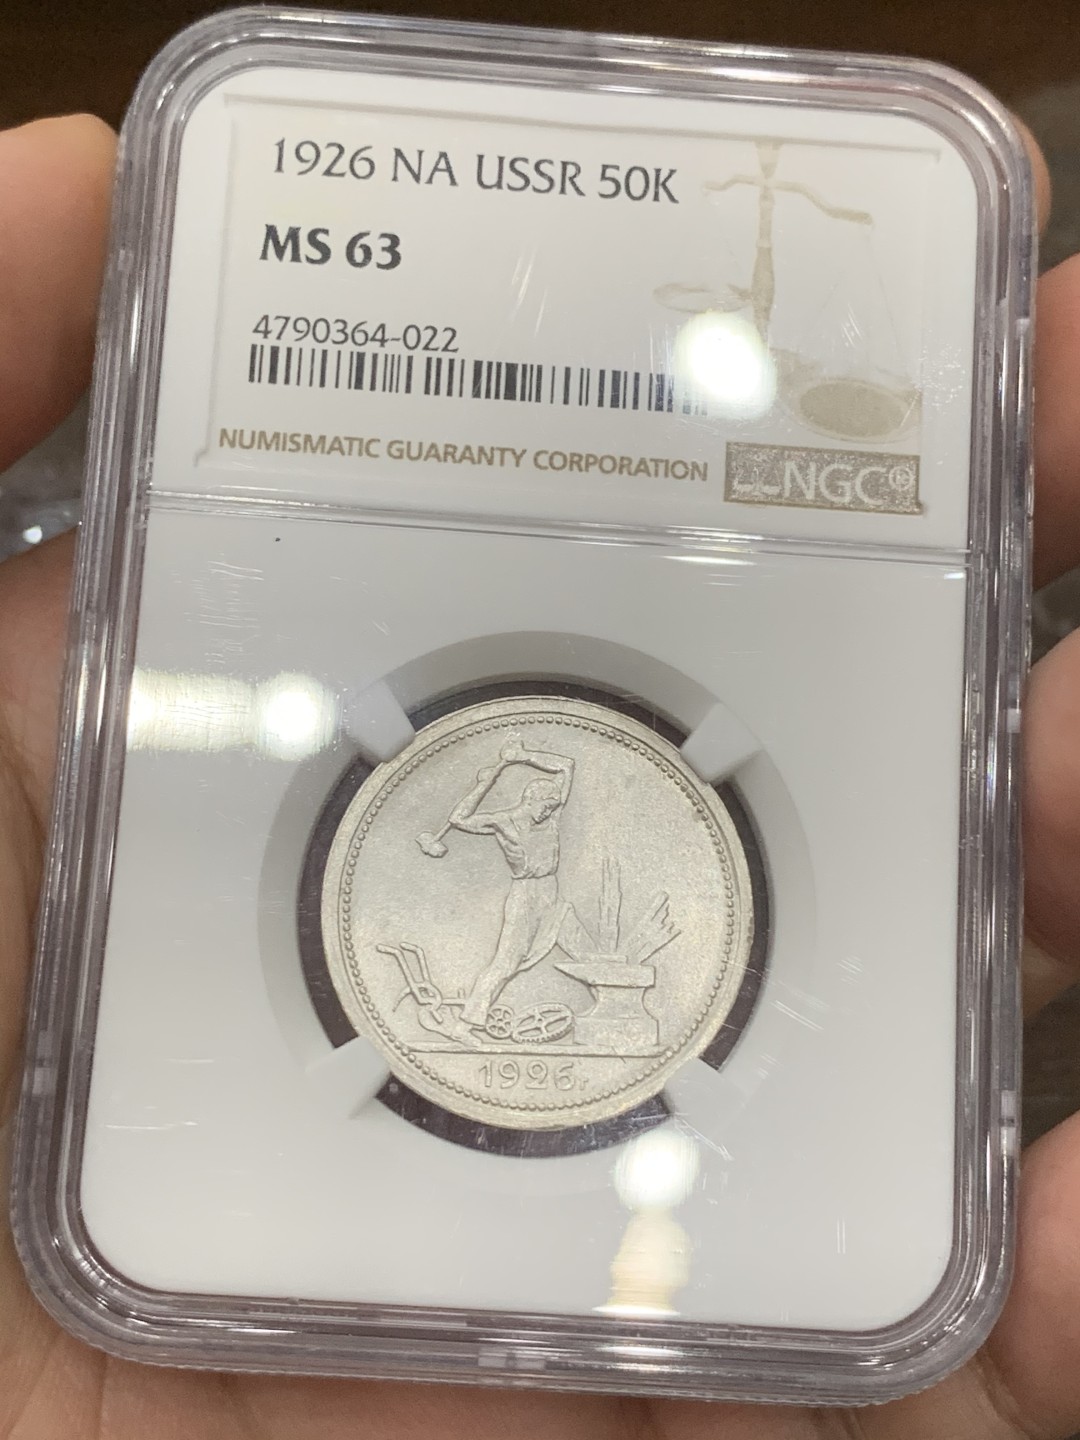 1926 NA USSR 50K
MS 63
4790364-022
NUMISMATIC GUARANTY CORPORATION
NGC®
1926г